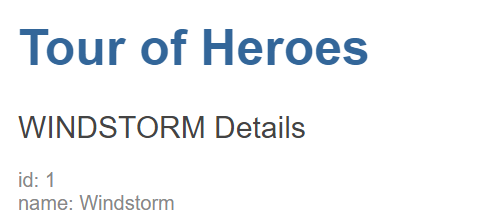 Tour of Heroes
WINDSTORM Details
id: 1
name: Windstorm